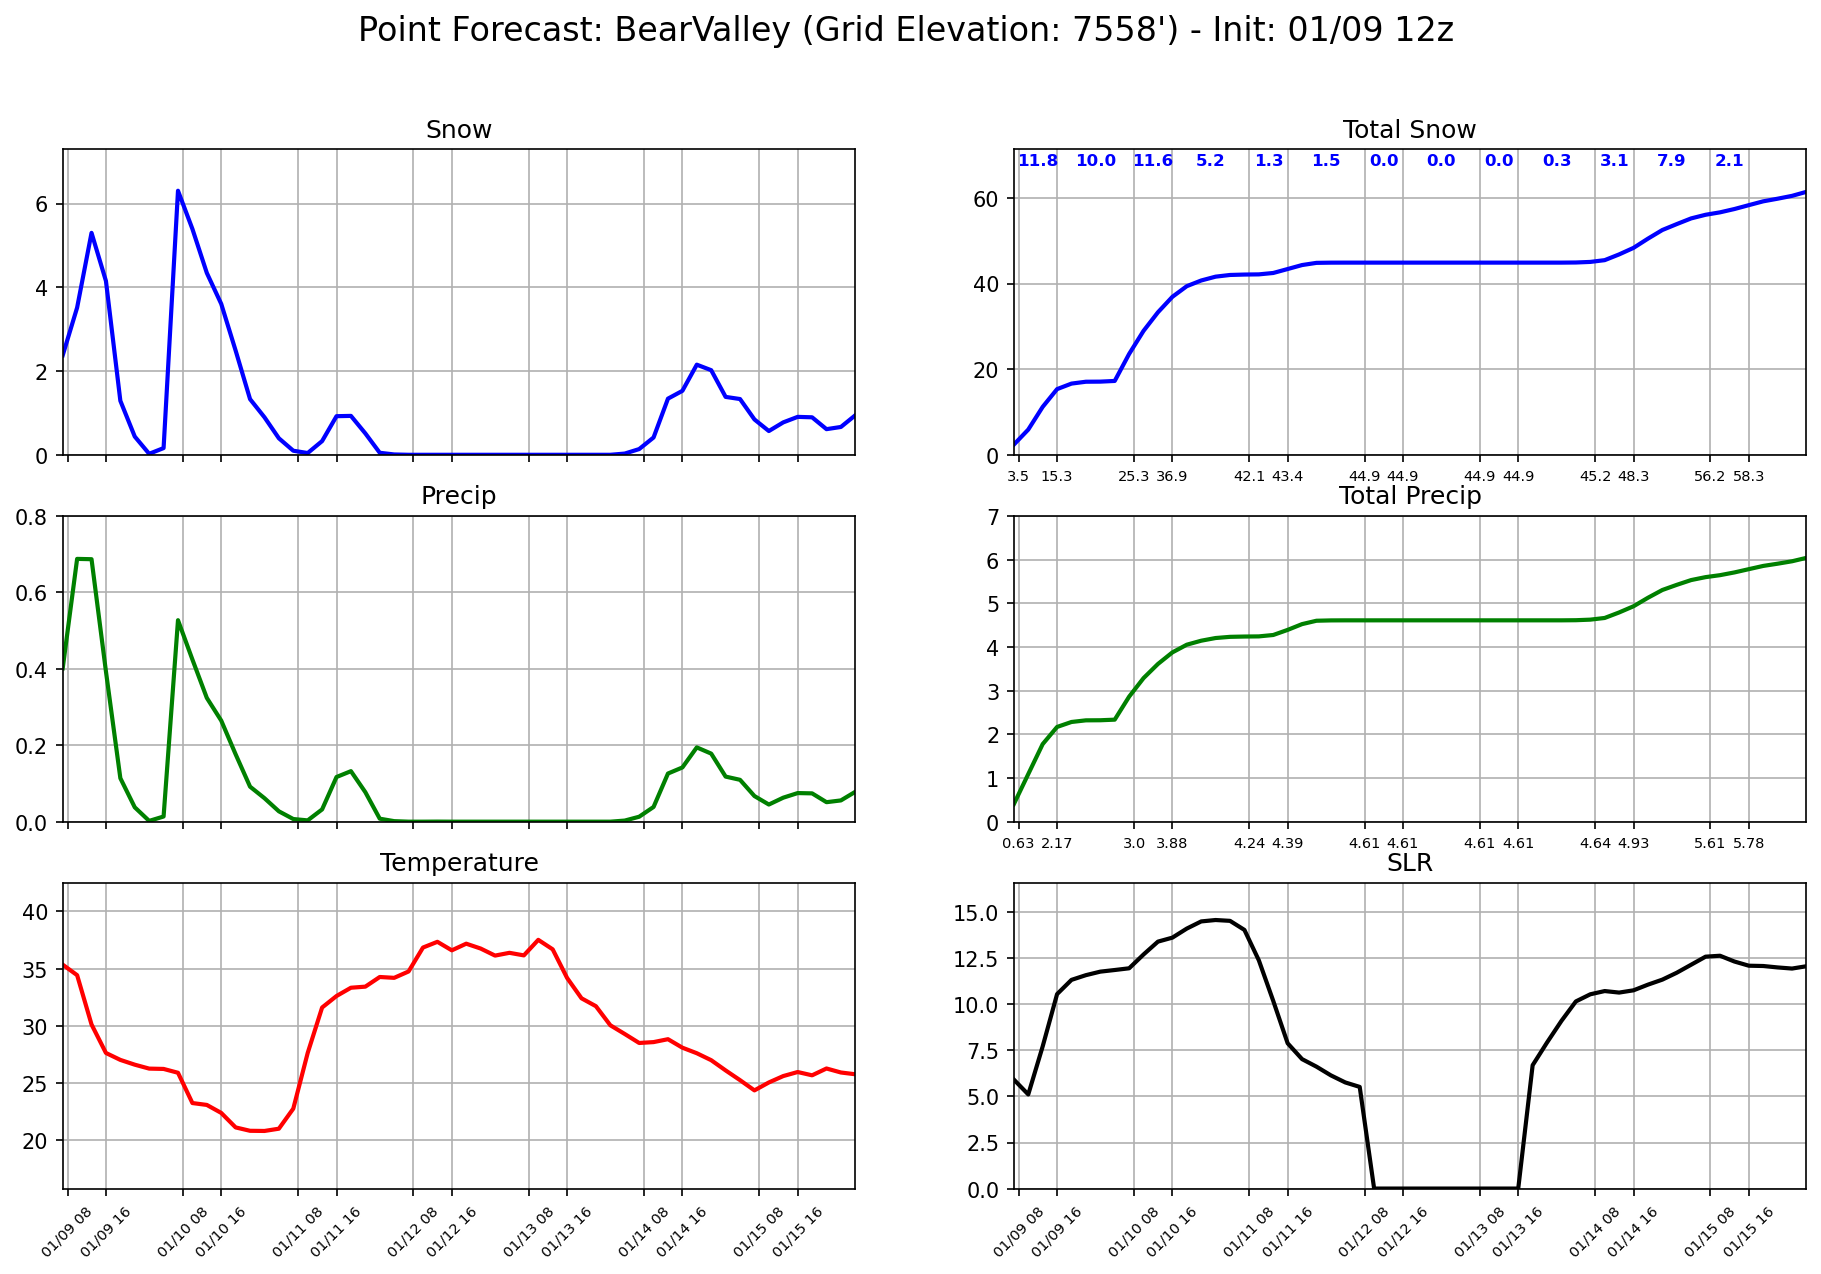 Point Forecast: BearValley (Grid Elevation: 7558') - Init: 01/09 12z
Snow
6
4
2
0
Total Snow
11.8 10.0 11.6 5.2 1.3 1.5 0.0 0.0 0.0 0.3 3.1 7.9 2.1
60
40
20
0
3.5 15.3 25.3 36.9 42.1 43.4 44.9 44.9 44.9 44.9 45.2 48.3 56.2 58.3
Precip
0.8
0.6
0.4
0.2
0.0
Total Precip
7
6
5
4
3
2
1
0
0.63 2.17 3.0 3.88 4.24 4.39 4.61 4.61 4.61 4.61 4.64 4.93 5.61 5.78
Temperature
40
35
30
25
20
01/09 08 01/09 16 01/10 08 01/10 16 01/11 08 01/11 16 01/12 08 01/12 16 01/13 08 01/13 16 01/14 08 01/14 16 01/15 08 01/15 16
SLR
15.0
12.5
10.0
7.5
5.0
2.5
0.0
01/09 08 01/09 16 01/10 08 01/10 16 01/11 08 01/11 16 01/12 08 01/12 16 01/13 08 01/13 16 01/14 08 01/14 16 01/15 08 01/15 16